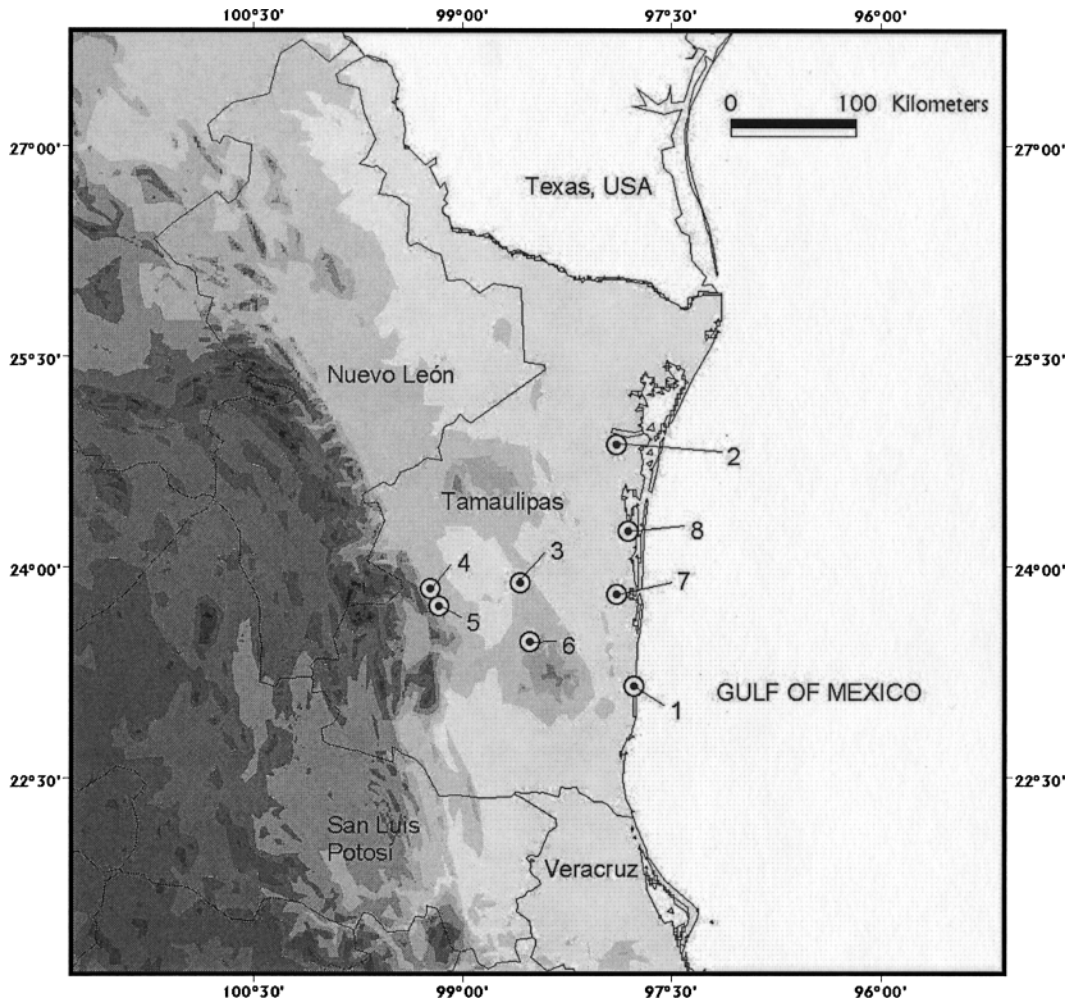 100°30' 99°00' 97°30' 96°00'
0 100 Kilometers
27°00' 27°00'
Texas, USA
25°30' 25°30'
Nuevo León
2
Tamaulipas
8
3
24°00' 24°00'
4
7
5
6
GULF OF MEXICO
1
22°30' 22°30'
San Luis
Potosí
Veracruz
100°30' 99°00' 97°30' 96°00'